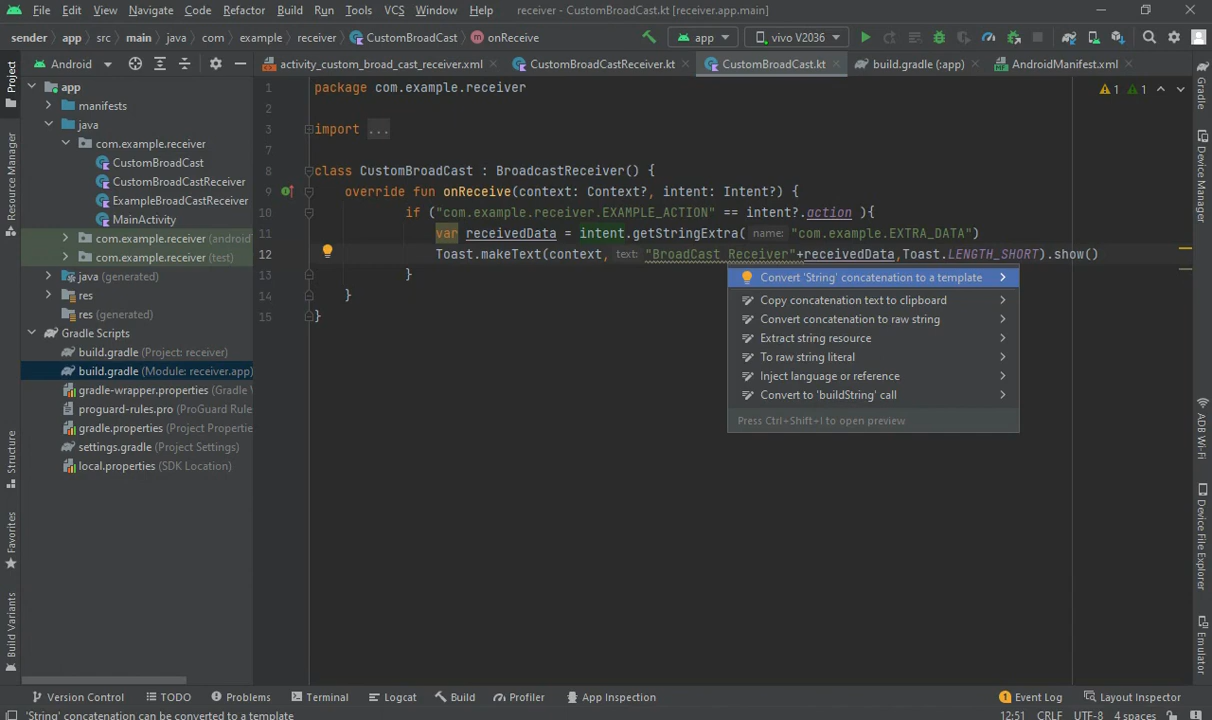 File Edit View Navigate Code Refactor Build Run Tools VCS Window Help receiver - CustomBroadCast.kt [receiver.app.main]
sender app src main java com example receiver CustomBroadCast onReceive app vivo V2036
Android activity_custom_broad_cast_receiver.xml CustomBroadCastReceiver.kt CustomBroadCast.kt build.gradle (:app) AndroidManifest.xml
Project
Resource Manager
Structure
Favorites
Build Variants
app
manifests
java
com.example.receiver
CustomBroadCast
CustomBroadCastReceiver
ExampleBroadCastReceiver
MainActivity
com.example.receiver (android
com.example.receiver (test)
java (generated)
res
res (generated)
Gradle Scripts
build.gradle (Project: receiver)
build.gradle (Module: receiver.app)
gradle-wrapper.properties (Gradle V
proguard-rules.pro (ProGuard Rule
gradle.properties (Project Propertie
settings.gradle (Project Settings)
local.properties (SDK Location)
1 package com.example.receiver
2
3 import ...
7
8 class CustomBroadCast : BroadcastReceiver() {
9 override fun onReceive(context: Context?, intent: Intent?) {
10 if ("com.example.receiver.EXAMPLE_ACTION" == intent?.action ){
11 var receivedData = intent.getStringExtra( name: "com.example.EXTRA_DATA")
12 Toast.makeText(context, text: "BroadCast Receiver"+receivedData,Toast.LENGTH_SHORT).show()
13 }
14 }
15 }
1 1
Convert 'String' concatenation to a template
Copy concatenation text to clipboard
Convert concatenation to raw string
Extract string resource
To raw string literal
Inject language or reference
Convert to 'buildString' call
Press Ctrl+Shift+I to open preview
Gradle
Device Manager
ADB Wi-Fi
Device File Explorer
Emulator
Version Control TODO Problems Terminal Logcat Build Profiler App Inspection 1 Event Log Layout Inspector
'String' concatenation can be converted to a template 12:51 CRLF UTF-8 4 spaces